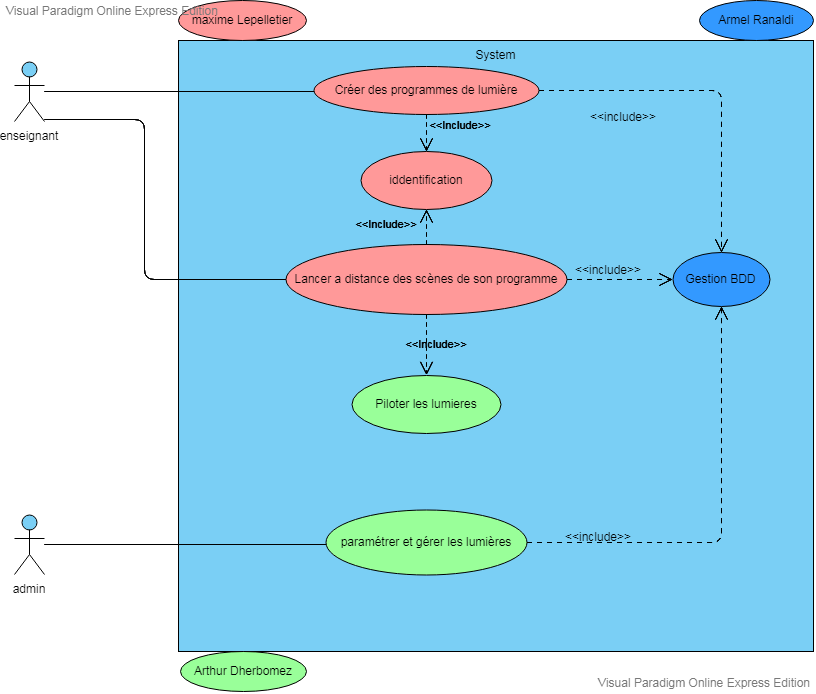 Visual Paradigm Online Express Edition
maxime Lepelletier
Armel Ranaldi
System
Créer des programmes de lumière
<<include>>
<<Include>>
enseignant
iddentification
<<Include>>
<<include>>
Lancer a distance des scènes de son programme
Gestion BDD
<<Include>>
Piloter les lumieres
<<include>>
paramétrer et gérer les lumières
admin
Arthur Dherbomez
Visual Paradigm Online Express Edition